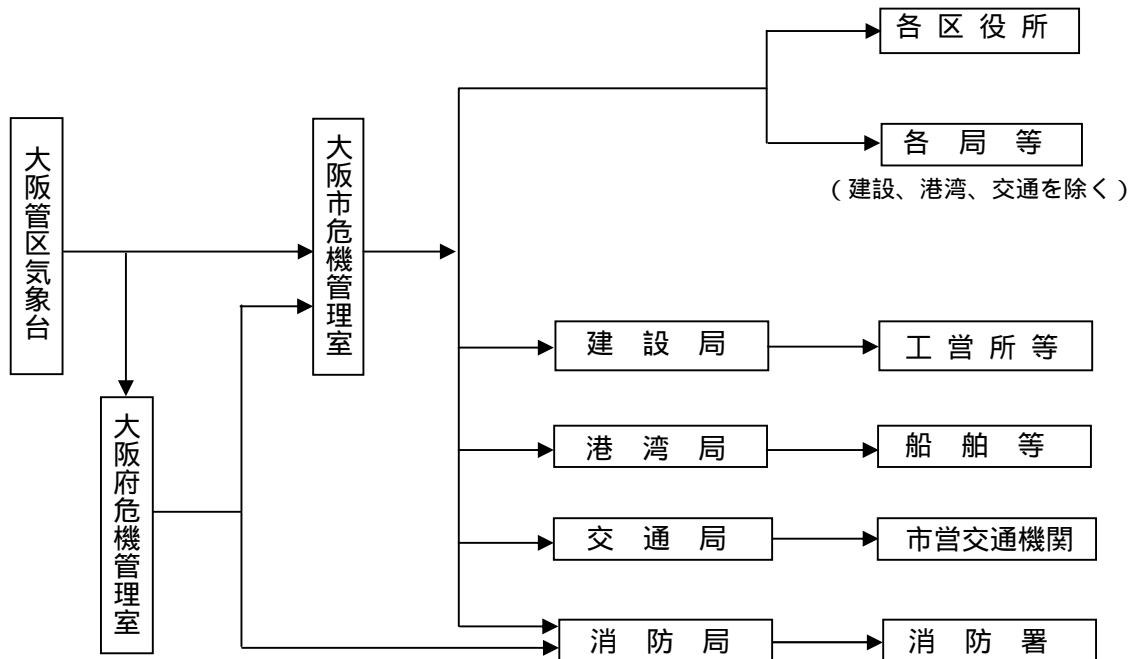 各区役所
各局等
（建設、港湾、交通を除く）
大阪管区気象台
大阪市危機管理室
大阪府危機管理室
建設局
工営所等
港湾局
船舶等
交通局
市営交通機関
消防局
消防署